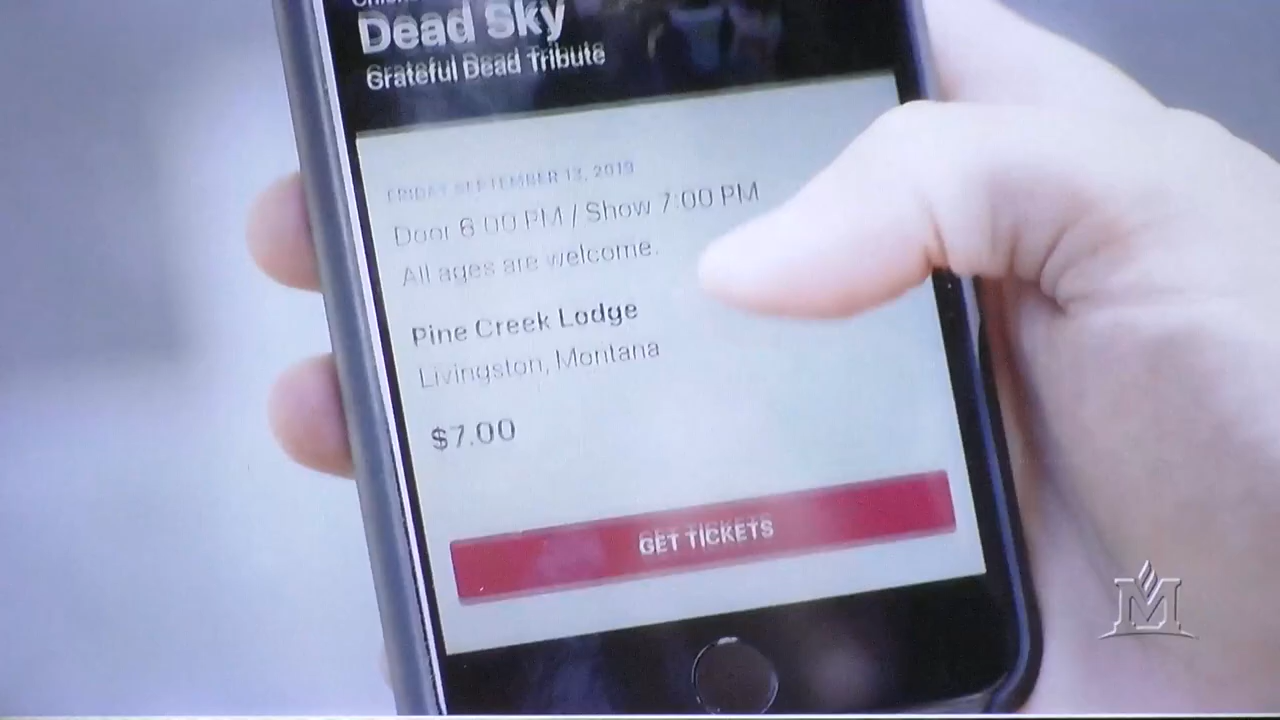 Dead Sky
Grateful Dead Tribute
FRIDAY SEPTEMBER 13, 2019
Door 6:00 PM / Show 7:00 PM
All ages are welcome.
Pine Creek Lodge
Livingston, Montana
$7.00
GET TICKETS
M